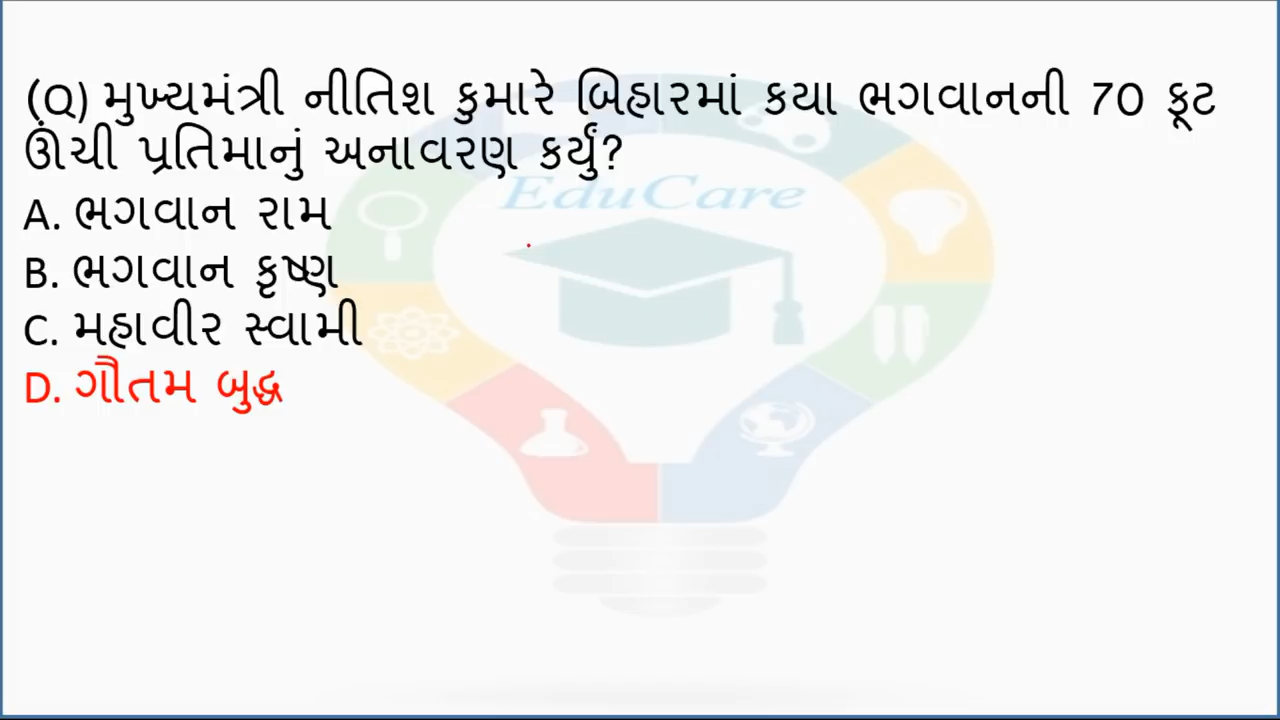 (Q) મુખ્યમંત્રી નીતિશ કુમારે બિહારમાં કયા ભગવાનની 70 ફૂટ
ઊંચી પ્રતિમાનું અનાવરણ કર્યું?
EduCare
A. ભગવાન રામ
B. ભગવાન કૃષ્ણ
C. મહાવીર સ્વામી
D. ગૌતમ બુદ્ધ